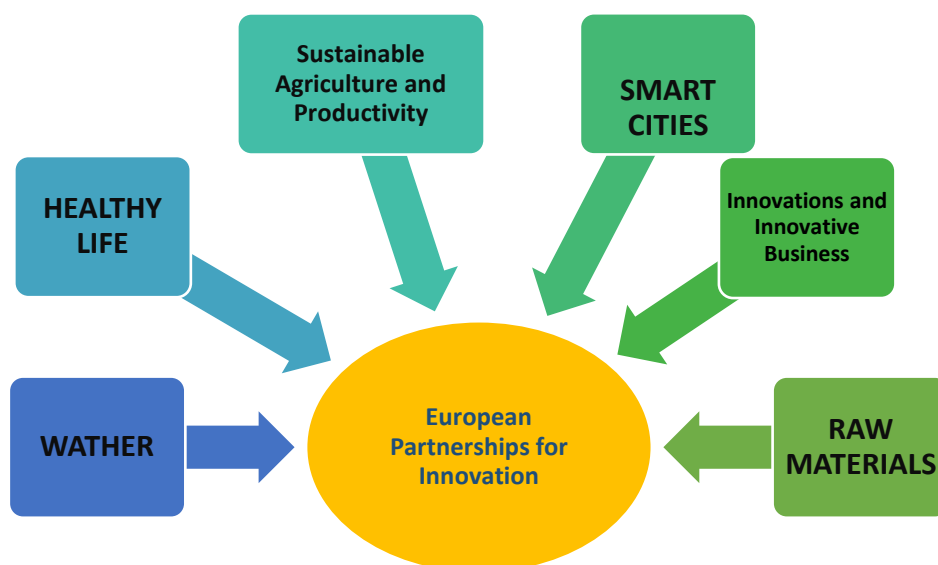 Sustainable
Agriculture and
Productivity
SMART
CITIES
HEALTHY
LIFE
Innovations and
Innovative
Business
WATHER
European
Partnerships for
Innovation
RAW
MATERIALS